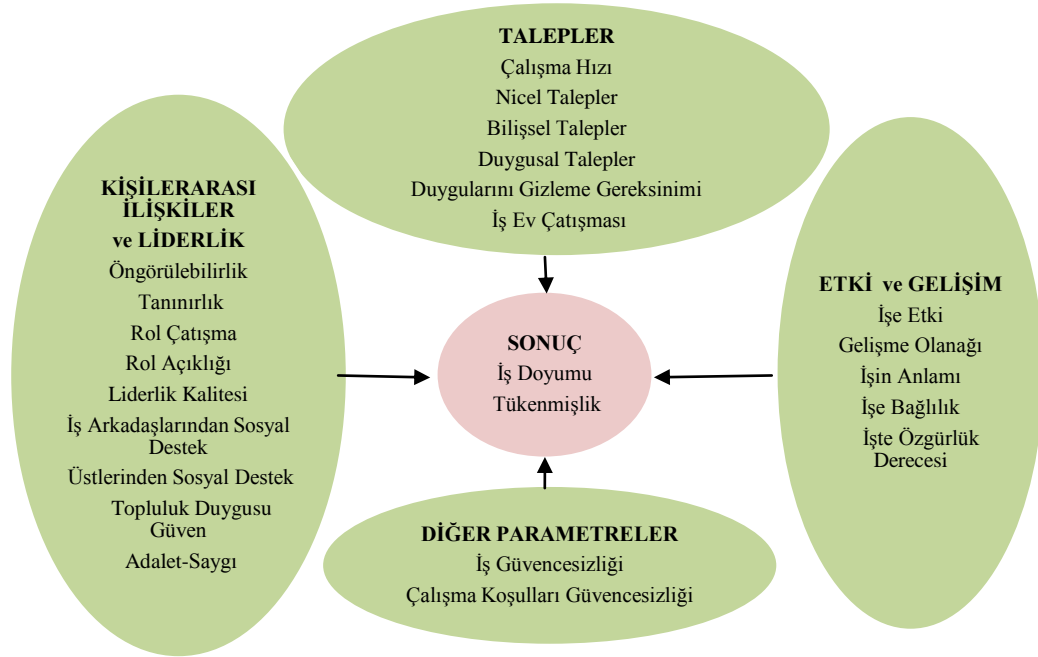 TALEPLER
Çalışma Hızı
Nicel Talepler
Bilişsel Talepler
Duygusal Talepler
Duygularını Gizleme Gereksinimi
İş Ev Çatışması
KİŞİLERARASI
İLİŞKİLER
ve LİDERLİK
Öngörülebilirlik
Tanınırlık
Rol Çatışma
Rol Açıklığı
Liderlik Kalitesi
İş Arkadaşlarından Sosyal
Destek
Üstlerinden Sosyal Destek
Topluluk Duygusu
Güven
Adalet-Saygı
SONUÇ
İş Doyumu
Tükenmişlik
ETKİ ve GELİŞİM
İşe Etki
Gelişme Olanağı
İşin Anlamı
İşe Bağlılık
İşte Özgürlük
Derecesi
DİĞER PARAMETRELER
İş Güvencesizliği
Çalışma Koşulları Güvencesizliği